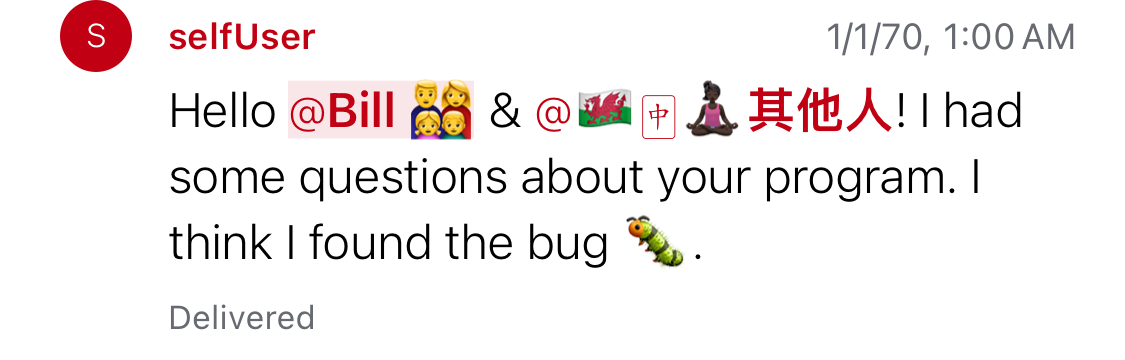 S
selfUser
1/1/70, 1:00 AM
Hello @Bill 👨‍👩‍👧‍👦 & @🏴󠁧󠁢󠁷󠁬󠁳󠁿🀄︎🧘🏿‍♀️其他人! I had
some questions about your program. I
think I found the bug 🐛.
Delivered